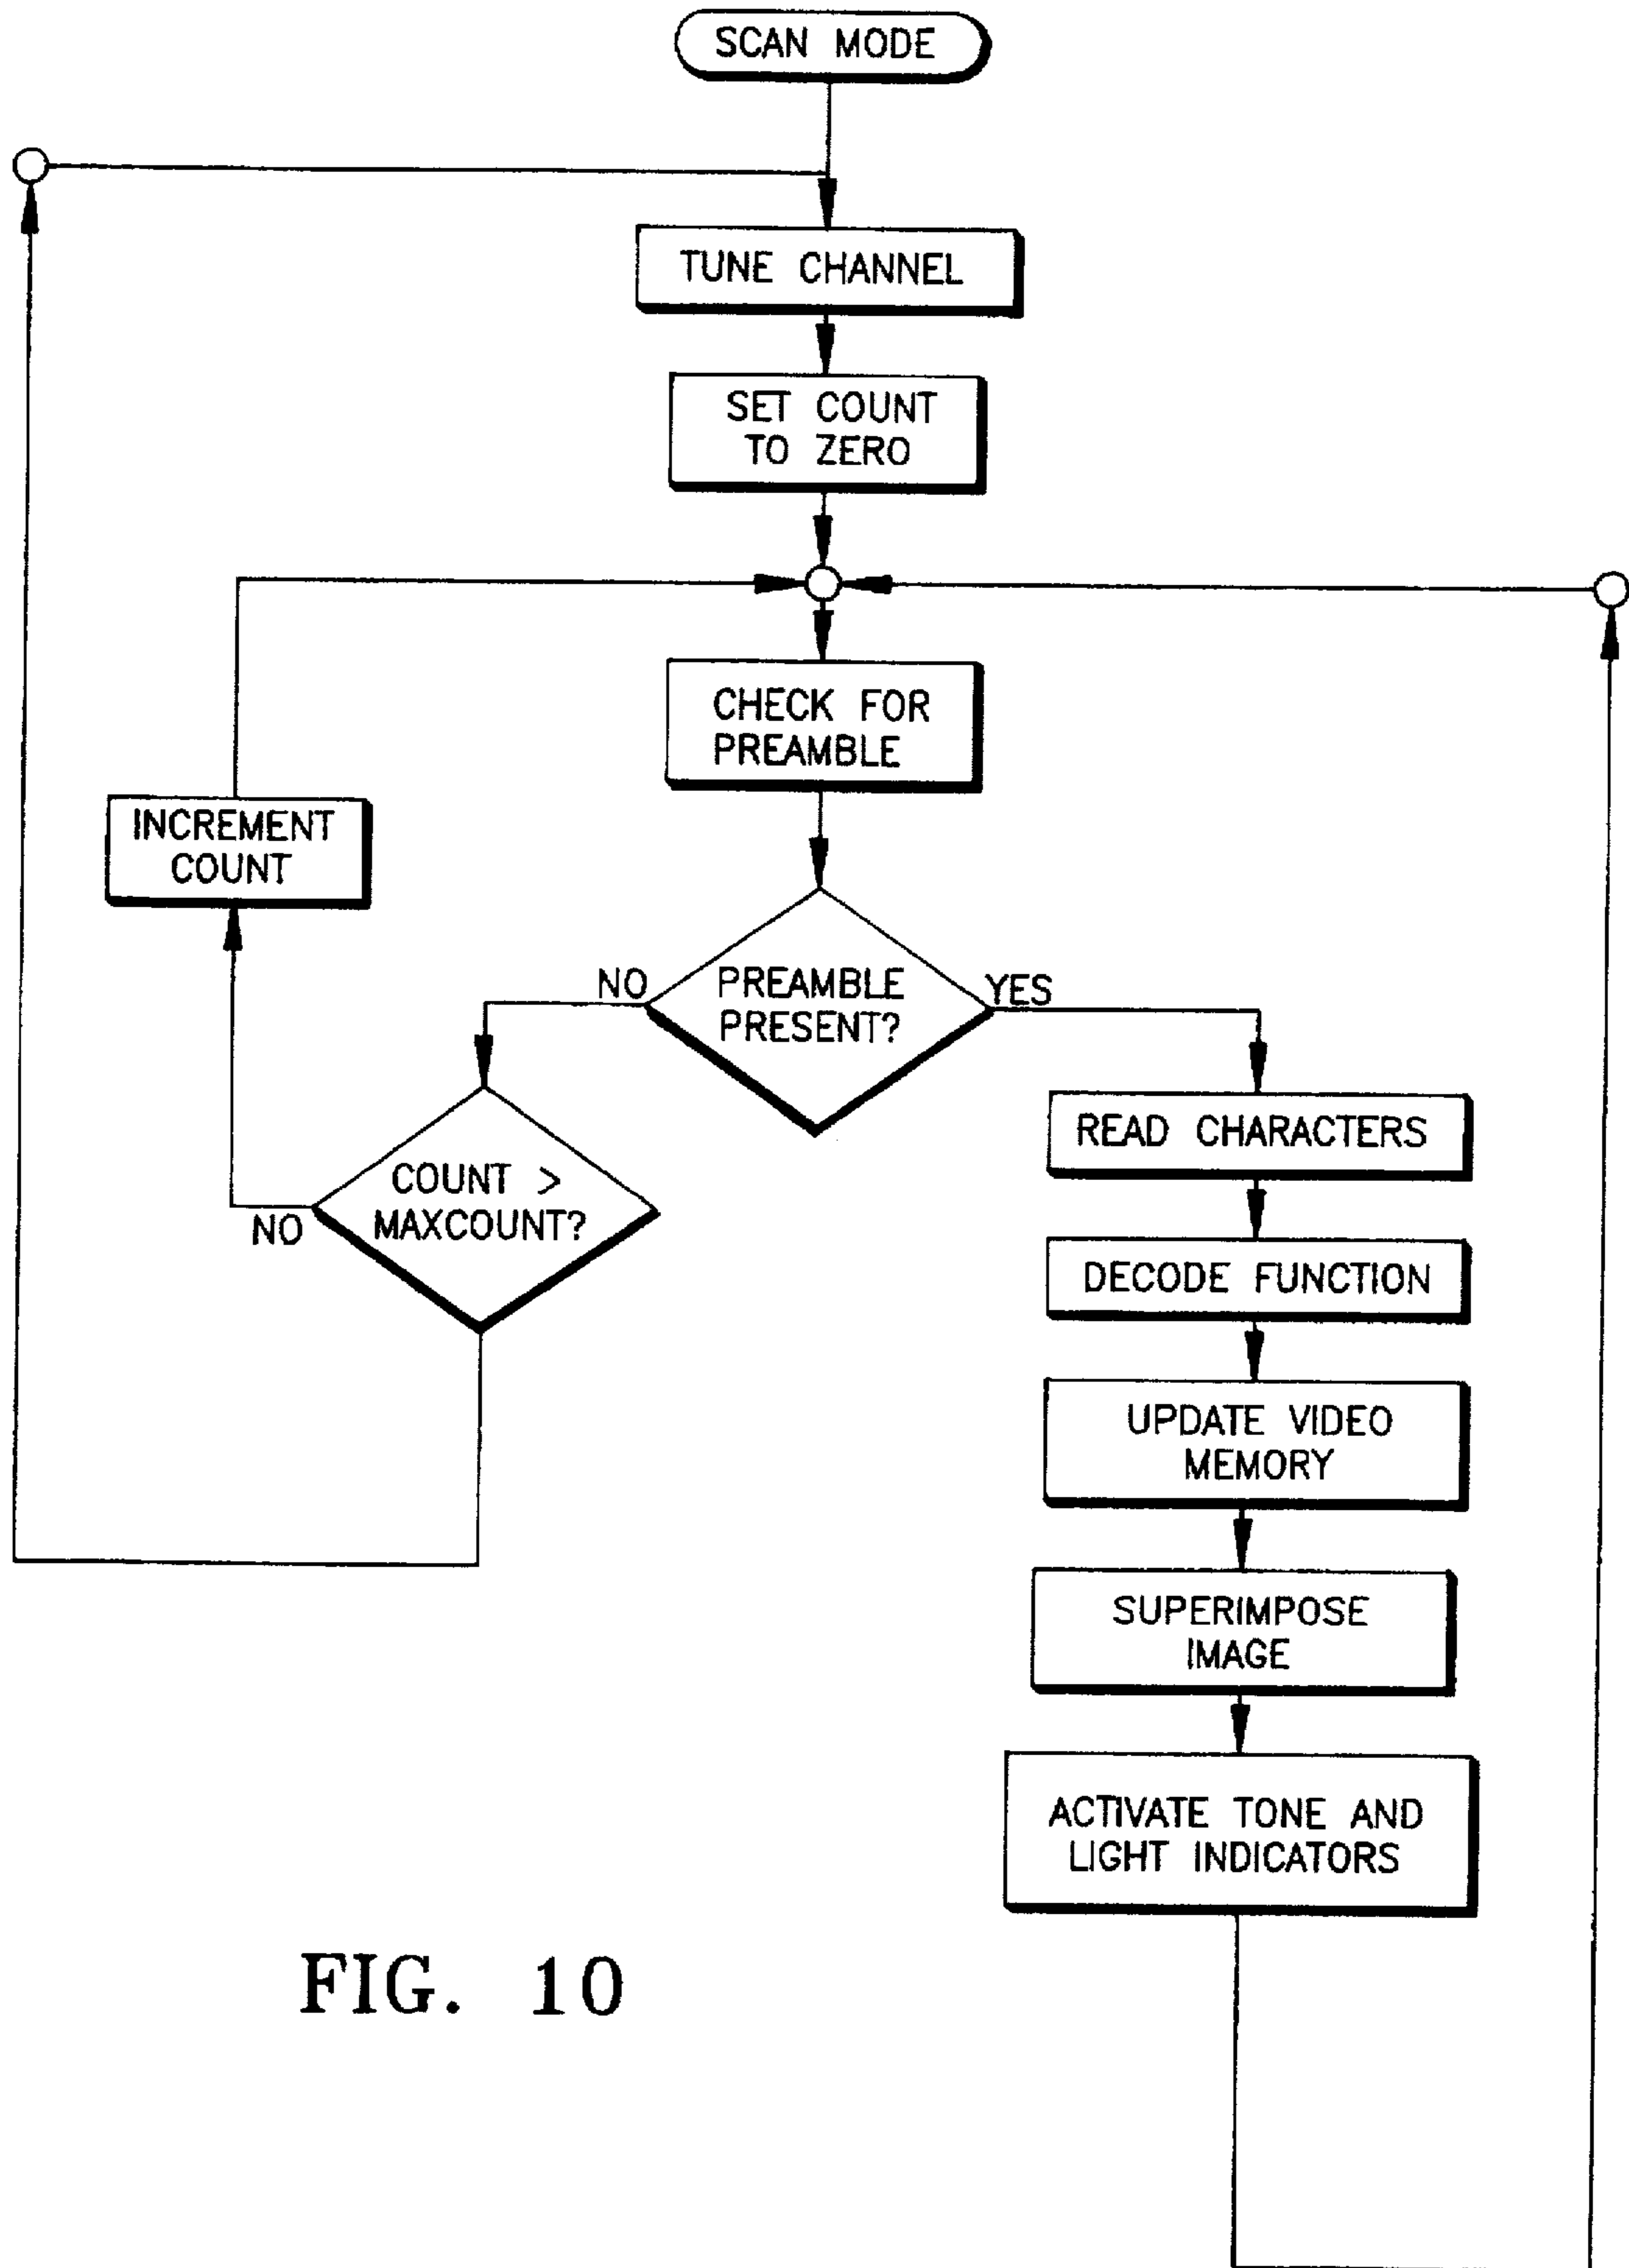 SCAN MODE
TUNE CHANNEL
SET COUNT
TO ZERO
CHECK FOR
PREAMBLE
INCREMENT
COUNT
NO
PREAMBLE
PRESENT?
YES
COUNT >
MAXCOUNT?
NO
READ CHARACTERS
DECODE FUNCTION
UPDATE VIDEO
MEMORY
SUPERIMPOSE
IMAGE
ACTIVATE TONE AND
LIGHT INDICATORS
FIG. 10